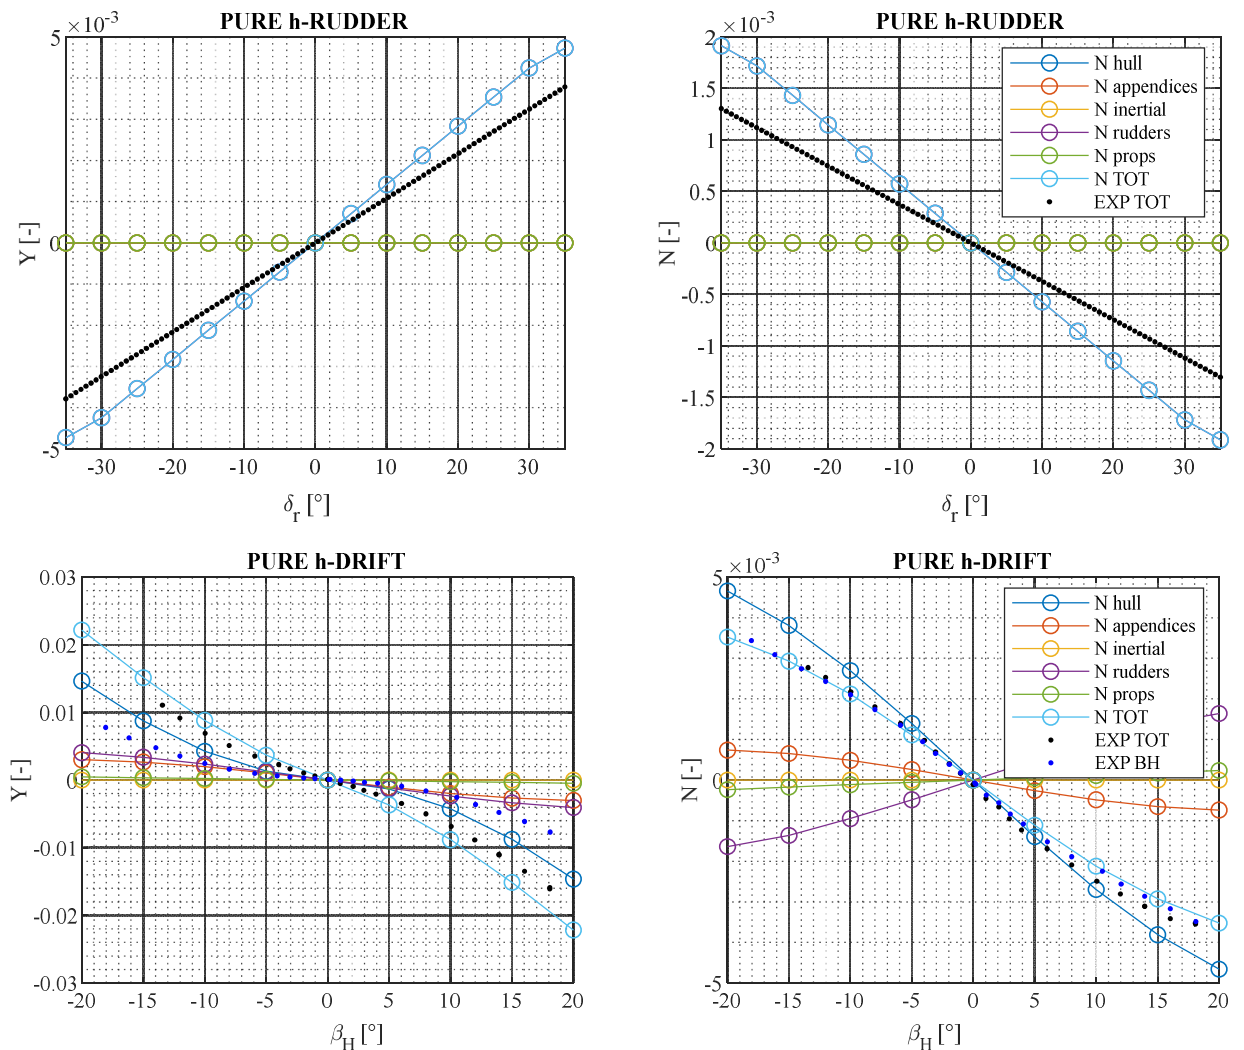 PURE h-RUDDER
×10⁻³
5
0
-5
Y [-]
-30 -20 -10 0 10 20 30
δr [°]
PURE h-RUDDER
×10⁻³
2
1.5
1
0.5
0
-0.5
-1
-1.5
-2
N [-]
N hull
N appendices
N inertial
N rudders
N props
N TOT
EXP TOT
-30 -20 -10 0 10 20 30
δr [°]
PURE h-DRIFT
0.03
0.02
0.01
0
-0.01
-0.02
-0.03
Y [-]
-20 -15 -10 -5 0 5 10 15 20
βH [°]
PURE h-DRIFT
×10⁻³
5
0
-5
N [-]
N hull
N appendices
N inertial
N rudders
N props
N TOT
EXP TOT
EXP BH
-20 -15 -10 -5 0 5 10 15 20
βH [°]